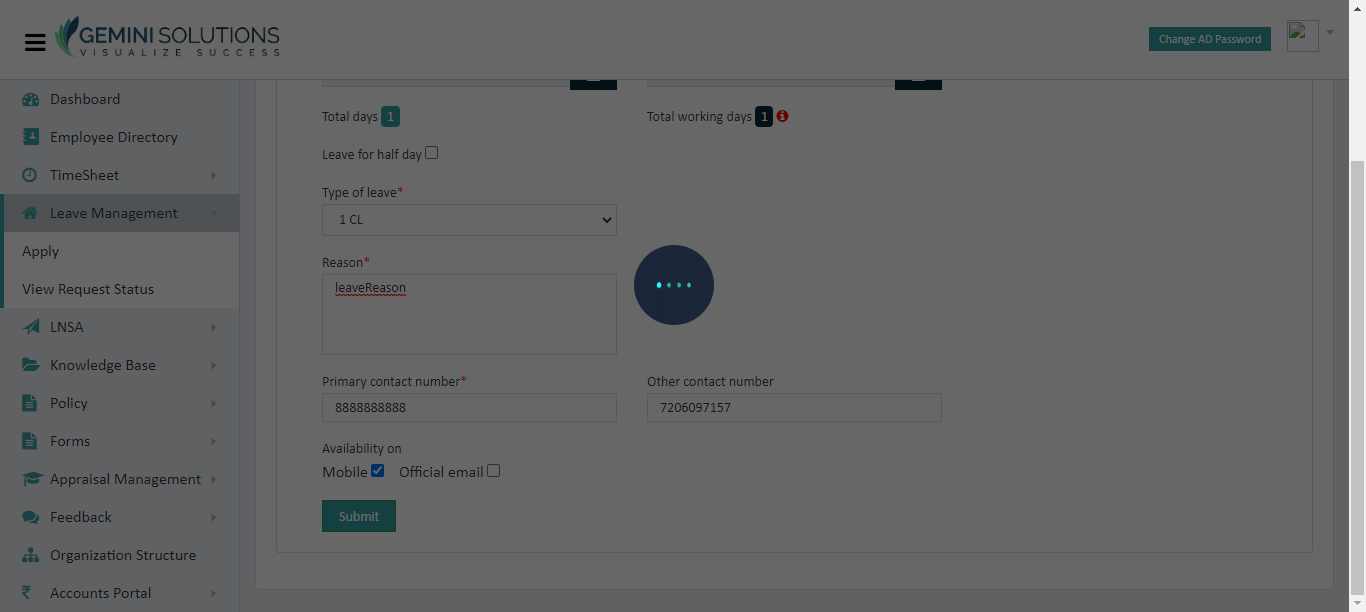 GEMINI SOLUTIONS
VISUALIZE SUCCESS
Change AD Password
Dashboard
Employee Directory
TimeSheet
Leave Management
Apply
View Request Status
LNSA
Knowledge Base
Policy
Forms
Appraisal Management
Feedback
Organization Structure
₹ Accounts Portal
Total days 1
Total working days 1
Leave for half day
Type of leave*
1 CL
Reason*
leaveReason
Primary contact number*
8888888888
Other contact number
7206097157
Availability on
Mobile Official email
Submit